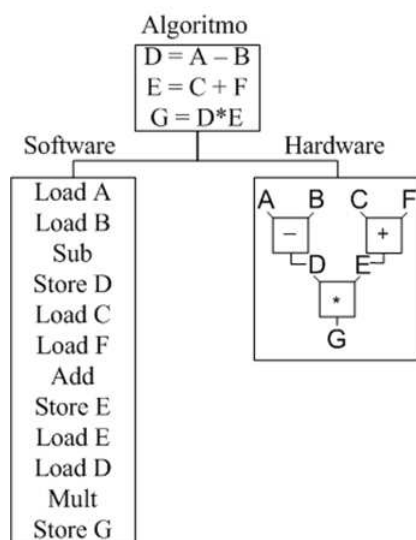 Algoritmo
D = A – B
E = C + F
G = D*E
Software
Load A
Load B
Sub
Store D
Load C
Load F
Add
Store E
Load E
Load D
Mult
Store G
Hardware
A B C F
– +
D E
*
G